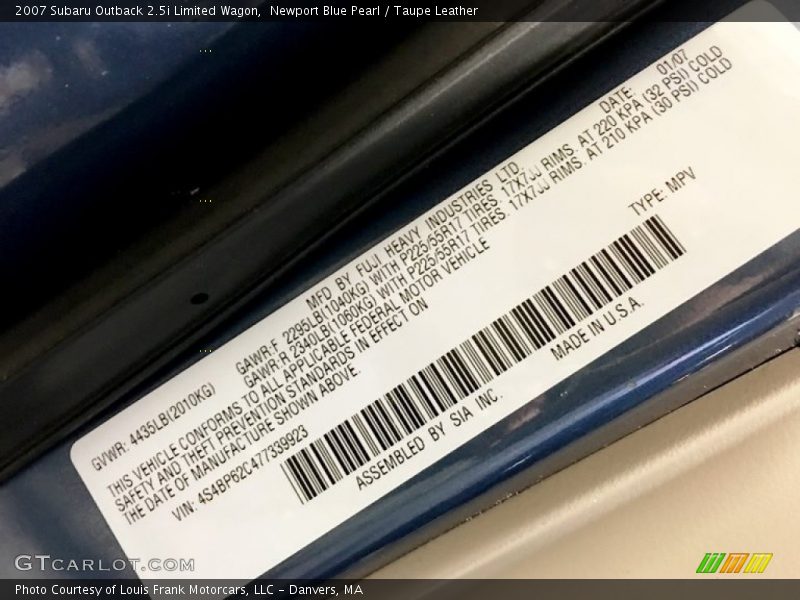 2007 Subaru Outback 2.5i Limited Wagon, Newport Blue Pearl / Taupe Leather
MFD BY FUJI HEAVY INDUSTRIES LTD. DATE: 01/07
GVWR: 4435LB(2010KG) GAWR:F 2295LB(1040KG) WITH P225/55R17 TIRES. 17X7JJ RIMS. AT 220 KPA (32 PSI) COLD
GAWR:R 2340LB(1060KG) WITH P225/55R17 TIRES. 17X7JJ RIMS. AT 210 KPA (30 PSI) COLD
THIS VEHICLE CONFORMS TO ALL APPLICABLE FEDERAL MOTOR VEHICLE
SAFETY AND THEFT PREVENTION STANDARDS IN EFFECT ON
THE DATE OF MANUFACTURE SHOWN ABOVE.
VIN: 4S4BP62C477339923 TYPE: MPV
ASSEMBLED BY SIA INC. MADE IN U.S.A.
GTCARLOT.COM
Photo Courtesy of Louis Frank Motorcars, LLC – Danvers, MA